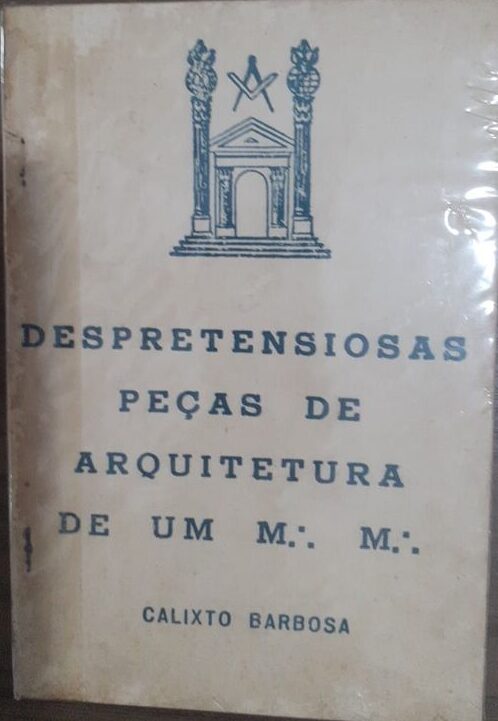 DESPRETENSIOSAS
PEÇAS DE
ARQUITETURA
DE UM M∴ M∴
CALIXTO BARBOSA